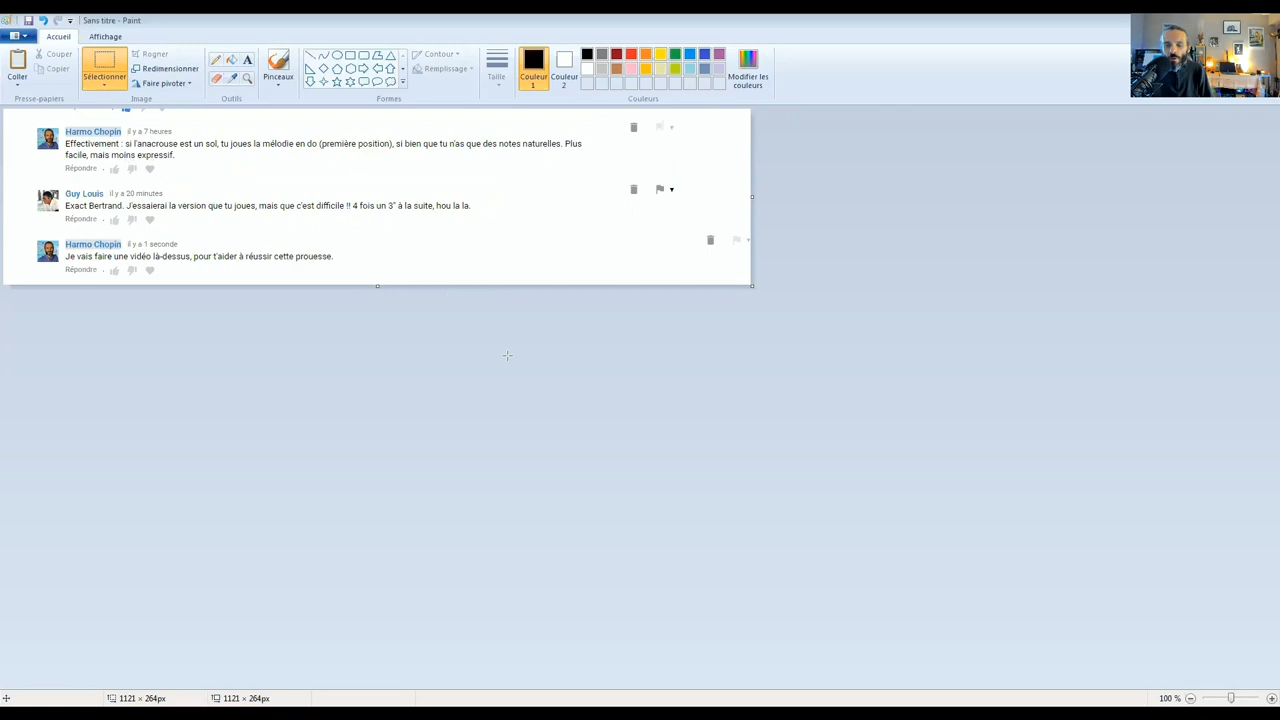 Sans titre - Paint
Accueil
Affichage
Coller
Couper
Copier
Presse-papiers
Sélectionner
Rogner
Redimensionner
Faire pivoter
Image
A
Outils
Pinceaux
Contour
Remplissage
Formes
Taille
Couleur 1
Couleur 2
Modifier les couleurs
Couleurs
Harmo Chopin il y a 7 heures
Effectivement : si l'anacrouse est un sol, tu joues la mélodie en do (première position), si bien que tu n'as que des notes naturelles. Plus
facile, mais moins expressif.
Répondre .
Guy Louis il y a 20 minutes
Exact Bertrand. J'essaierai la version que tu joues, mais que c'est difficile !! 4 fois un 3" à la suite, hou la la.
Répondre .
Harmo Chopin il y a 1 seconde
Je vais faire une vidéo là-dessus, pour t'aider à réussir cette prouesse.
Répondre .
1121 × 264px
1121 × 264px
100 %